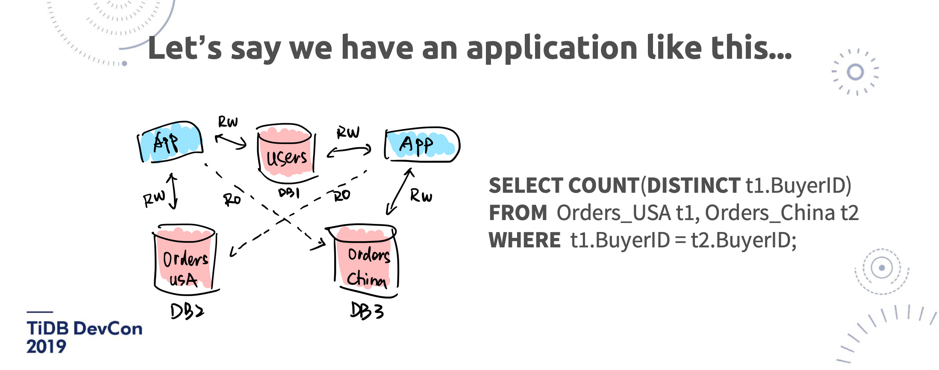 Let's say we have an application like this...
RW
RW
APP
users
APP
DB1
RW
RO
RO
RW
SELECT COUNT(DISTINCT t1.BuyerID)
FROM Orders_USA t1, Orders_China t2
WHERE t1.BuyerID = t2.BuyerID;
Orders
USA
Orders
China
DB2
DB3
TiDB DevCon
2019